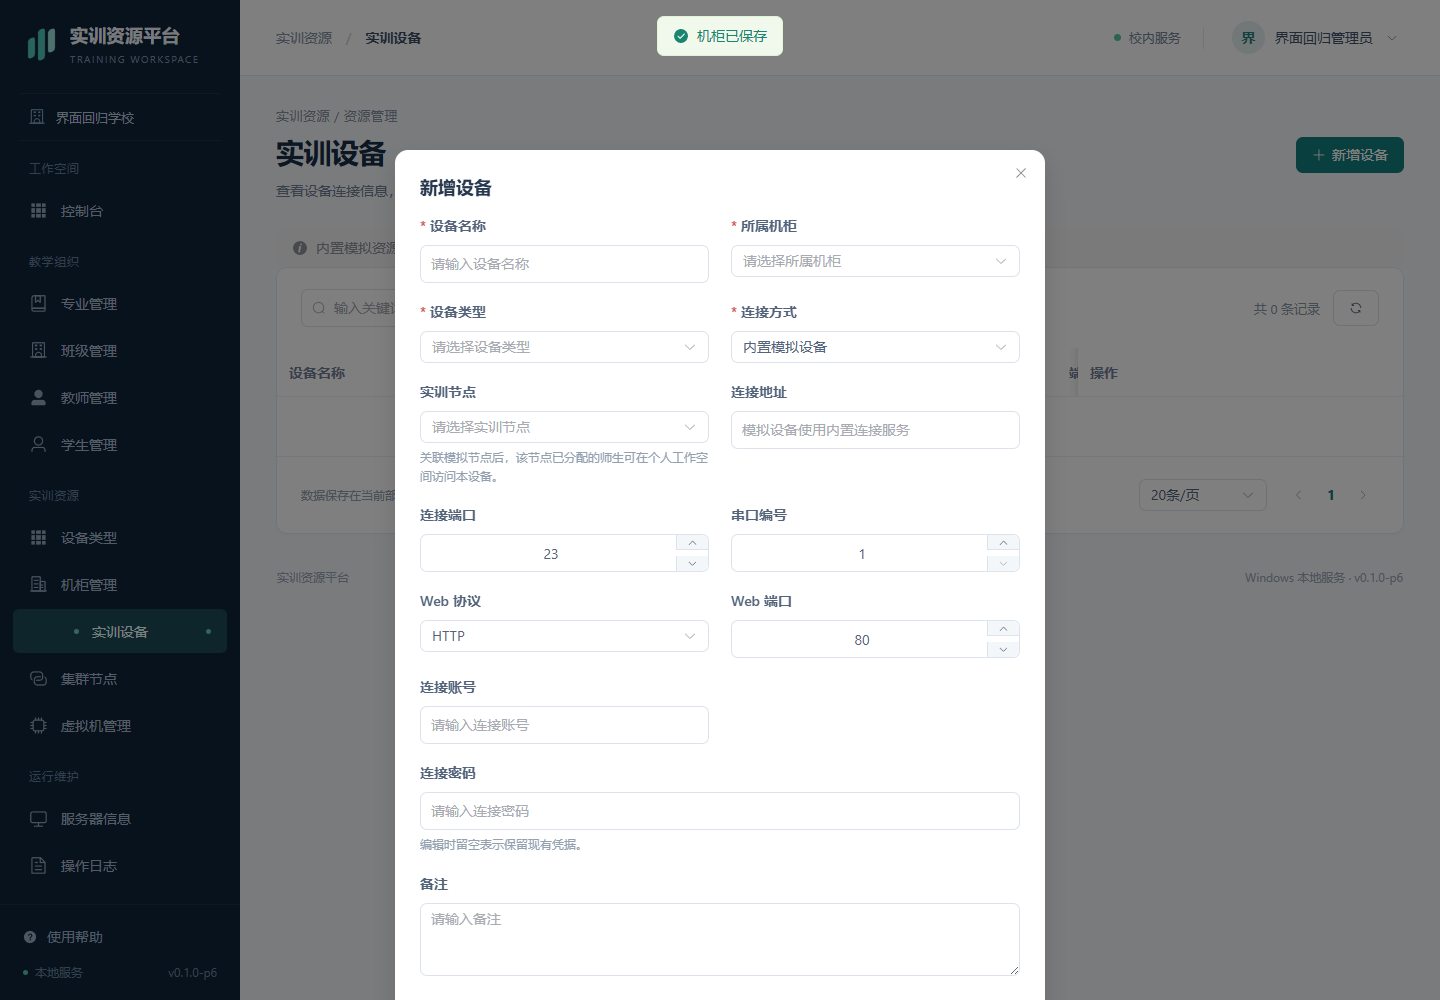 实训资源平台
TRAINING WORKSPACE
界面回归学校
工作空间
控制台
教学组织
专业管理
班级管理
教师管理
学生管理
实训资源
设备类型
机柜管理
实训设备
集群节点
虚拟机管理
运行维护
服务器信息
操作日志
使用帮助
本地服务 v0.1.0-p6
实训资源 / 实训设备
机柜已保存
校内服务
界 界面回归管理员
实训资源 / 资源管理
实训设备
查看设备连接信息,
+ 新增设备
内置模拟资源
输入关键
共 0 条记录
设备名称
操作
数据保存在当前部
20条/页
1
实训资源平台
Windows 本地服务 · v0.1.0-p6
新增设备
* 设备名称
请输入设备名称
* 所属机柜
请选择所属机柜
* 设备类型
请选择设备类型
* 连接方式
内置模拟设备
实训节点
请选择实训节点
关联模拟节点后，该节点已分配的师生可在个人工作空
间访问本设备。
连接地址
模拟设备使用内置连接服务
连接端口
23
串口编号
1
Web 协议
HTTP
Web 端口
80
连接账号
请输入连接账号
连接密码
请输入连接密码
编辑时留空表示保留现有凭据。
备注
请输入备注